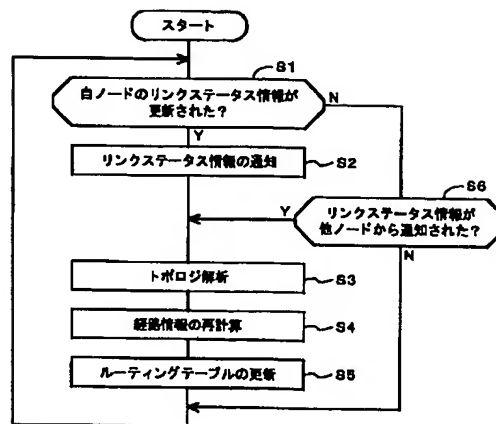 スタート
S1
白ノードのリンクステータス情報が
更新された?
N
Y
リンクステータス情報の通知
S2
S6
Y
リンクステータス情報が
他ノードから通知された?
N
トポロジ解析
S3
経路情報の再計算
S4
ルーティングテーブルの更新
S5